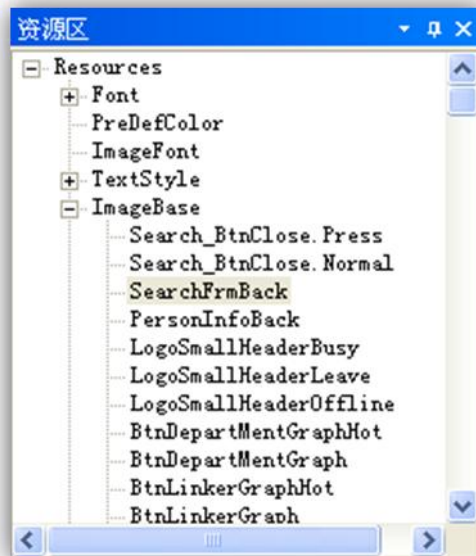 资源区
Resources
Font
PreDefColor
ImageFont
TextStyle
ImageBase
Search_BtnClose.Press
Search_BtnClose.Normal
SearchFrmBack
PersonInfoBack
LogoSmallHeaderBusy
LogoSmallHeaderLeave
LogoSmallHeaderOffline
BtnDepartMentGraphHot
BtnDepartMentGraph
BtnLinkerGraphHot
BtnLinkerGraph